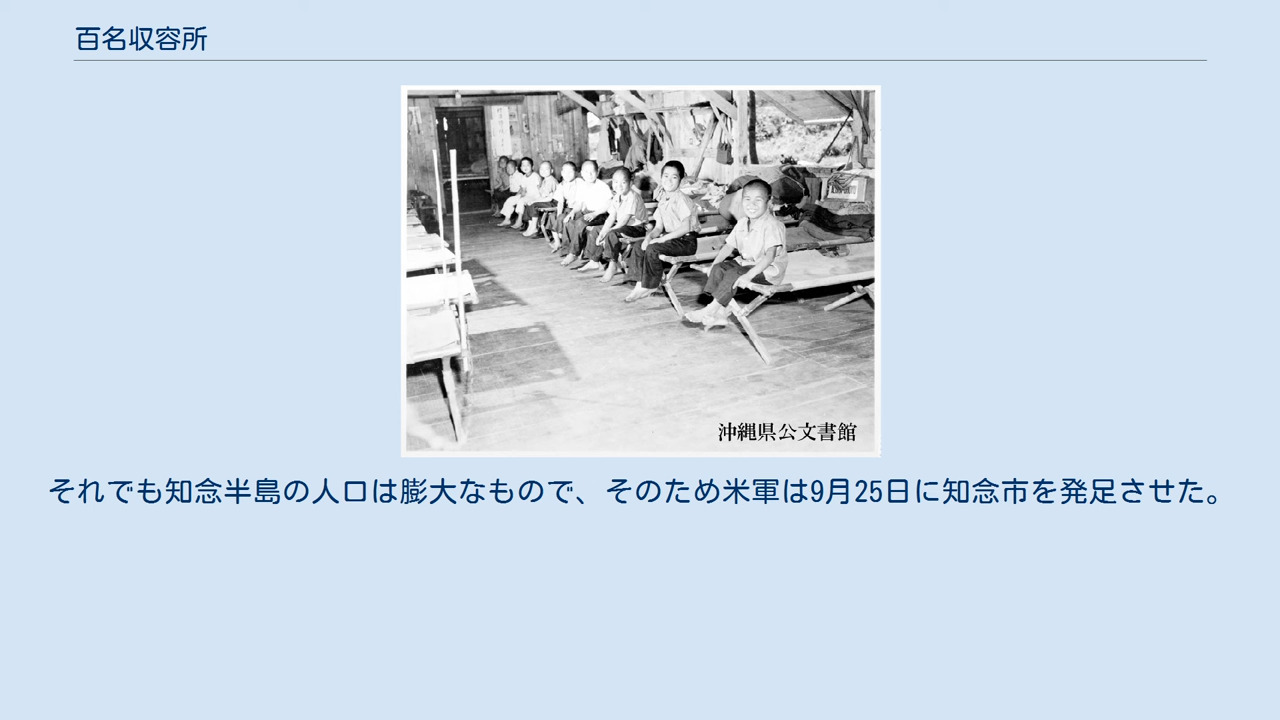 百名収容所
沖縄県公文書館
それでも知念半島の人口は膨大なもので、そのため米軍は9月25日に知念市を発足させた。